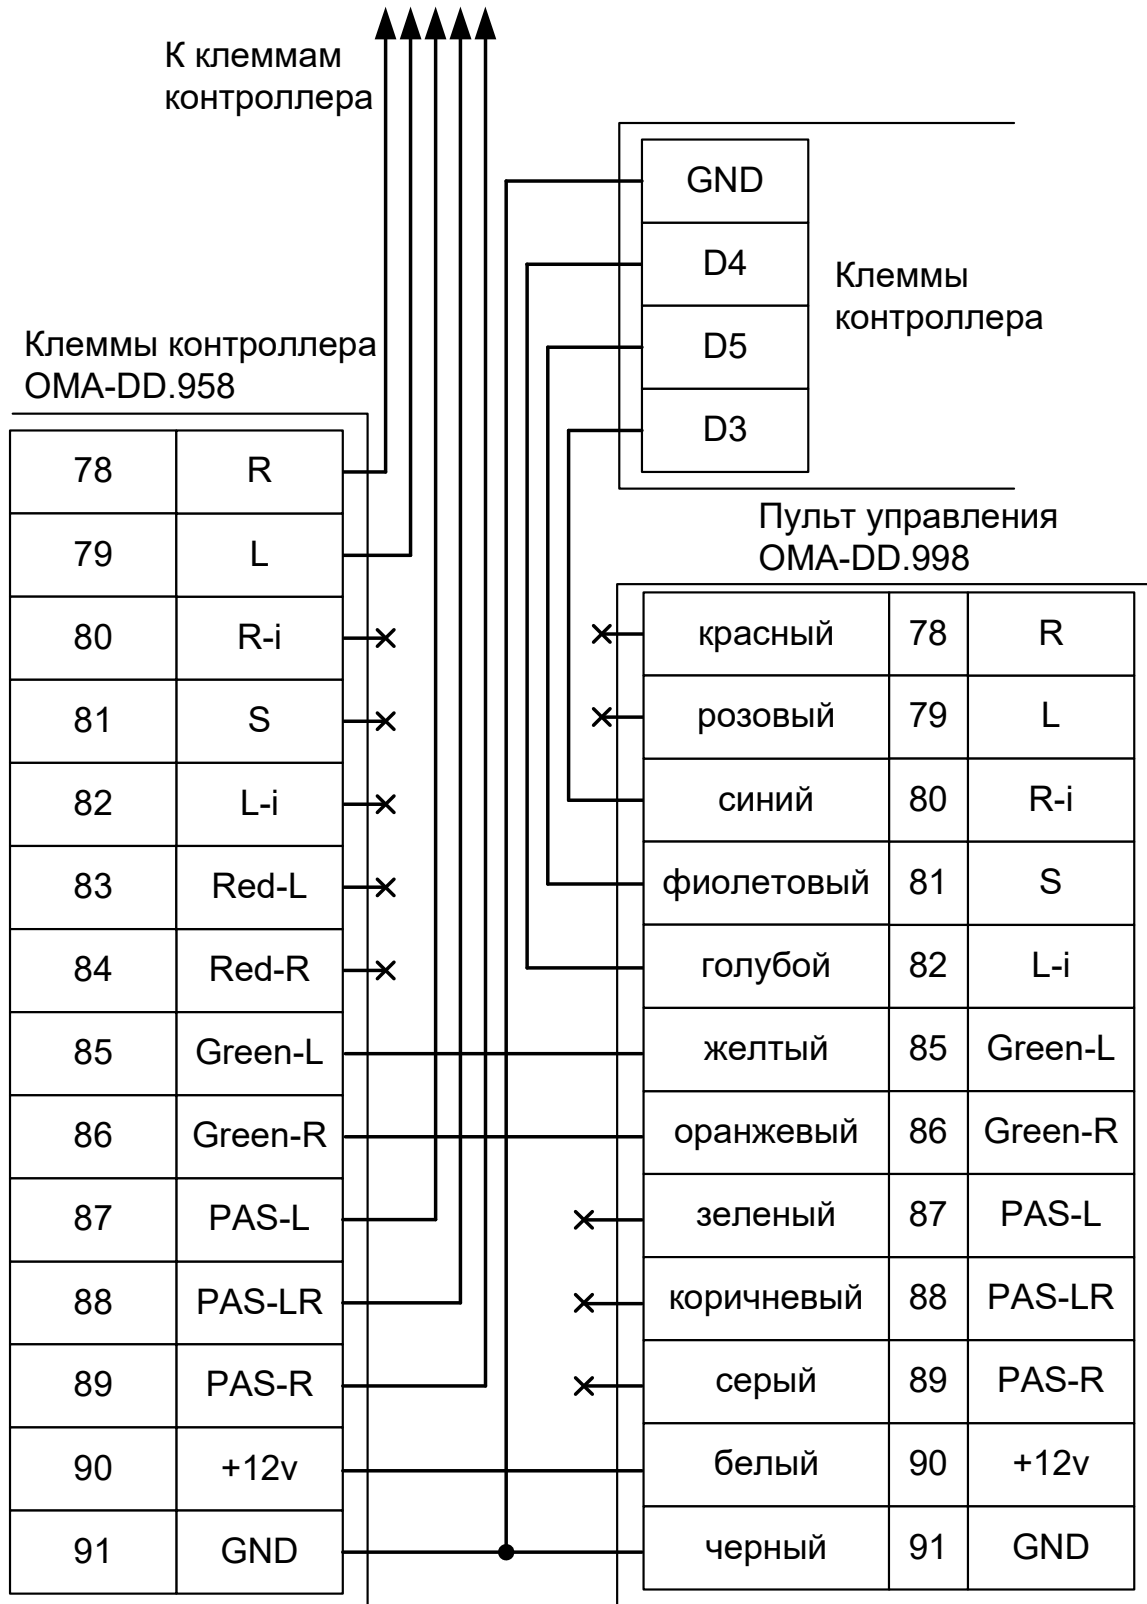 К клеммам
контроллера
GND
D4
D5
D3
Клеммы
контроллера
Клеммы контроллера
OMA-DD.958
78 R
79 L
80 R-i
81 S
82 L-i
83 Red-L
84 Red-R
85 Green-L
86 Green-R
87 PAS-L
88 PAS-LR
89 PAS-R
90 +12v
91 GND
Пульт управления
OMA-DD.998
красный 78 R
розовый 79 L
синий 80 R-i
фиолетовый 81 S
голубой 82 L-i
желтый 85 Green-L
оранжевый 86 Green-R
зеленый 87 PAS-L
коричневый 88 PAS-LR
серый 89 PAS-R
белый 90 +12v
черный 91 GND